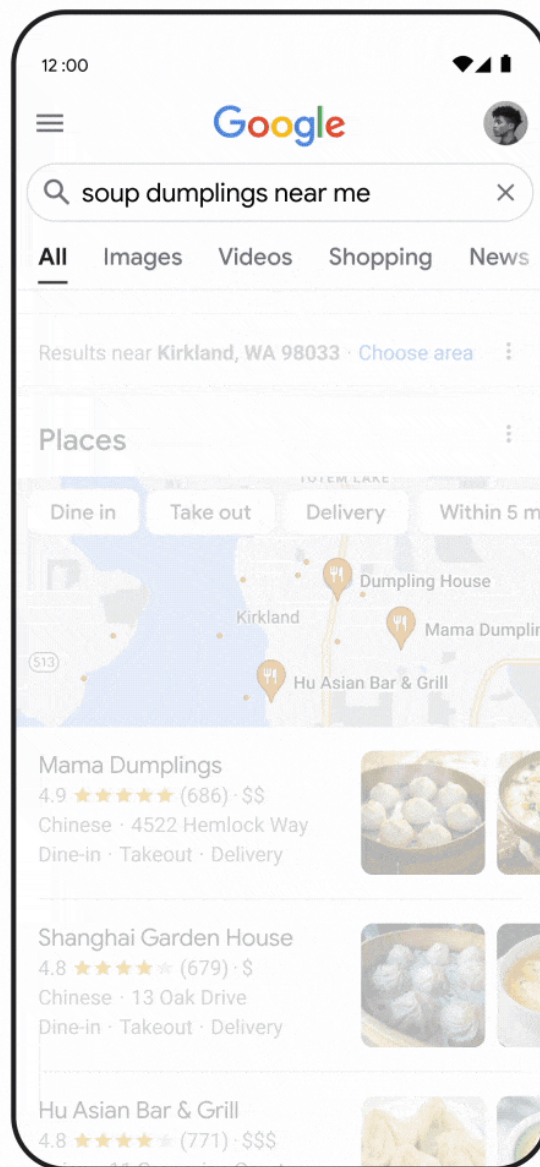 12:00
Google
soup dumplings near me
All Images Videos Shopping News
Results near Kirkland, WA 98033 · Choose area
Places
TOTEM LAKE
Dine in Take out Delivery Within 5 m
Dumpling House
Kirkland
Mama Dumplin
513
Hu Asian Bar & Grill
Mama Dumplings
4.9 ★★★★★ (686) · $$
Chinese · 4522 Hemlock Way
Dine-in · Takeout · Delivery
Shanghai Garden House
4.8 ★★★★★ (679) · $
Chinese · 13 Oak Drive
Dine-in · Takeout · Delivery
Hu Asian Bar & Grill
4.8 ★★★★★ (771) · $$$